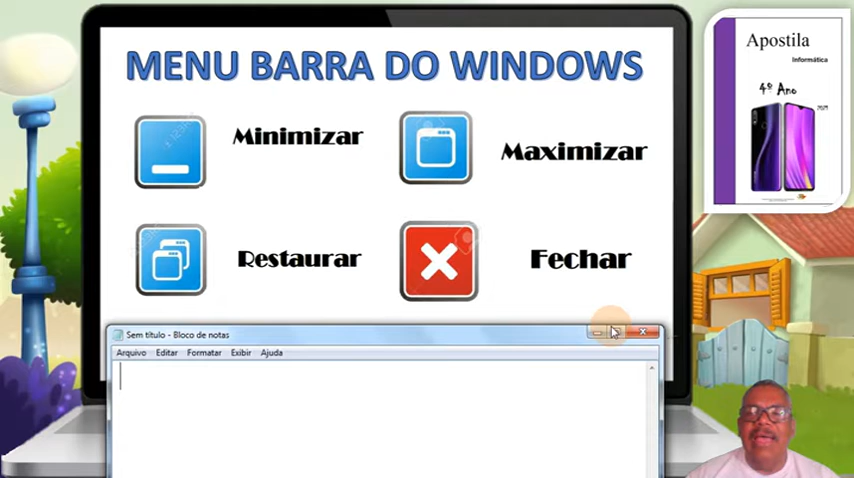 MENU BARRA DO WINDOWS
Minimizar
Maximizar
Restaurar
Fechar
Sem título - Bloco de notas
Arquivo Editar Formatar Exibir Ajuda
Apostila
Informática
4º Ano